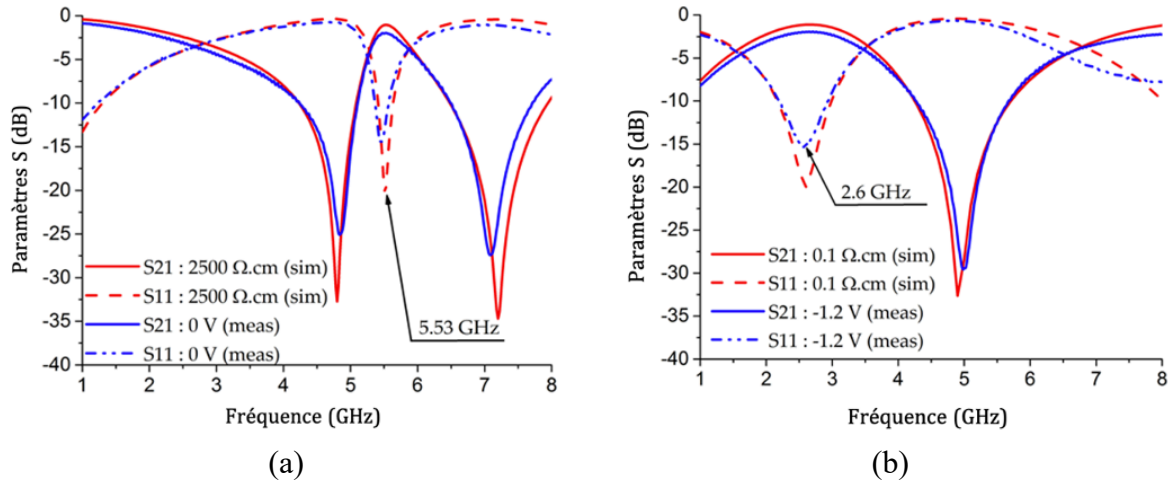 0
-5
-10
-15
-20
-25
-30
-35
-40
Paramètres S (dB)
S21 : 2500 Ω.cm (sim)
S11 : 2500 Ω.cm (sim)
S21 : 0 V (meas)
S11 : 0 V (meas)
5.53 GHz
1 2 3 4 5 6 7 8
Fréquence (GHz)
(a)
0
-5
-10
-15
-20
-25
-30
-35
-40
Paramètres S (dB)
2.6 GHz
S21 : 0.1 Ω.cm (sim)
S11 : 0.1 Ω.cm (sim)
S21 : -1.2 V (meas)
S11 : -1.2 V (meas)
1 2 3 4 5 6 7 8
Fréquence (GHz)
(b)